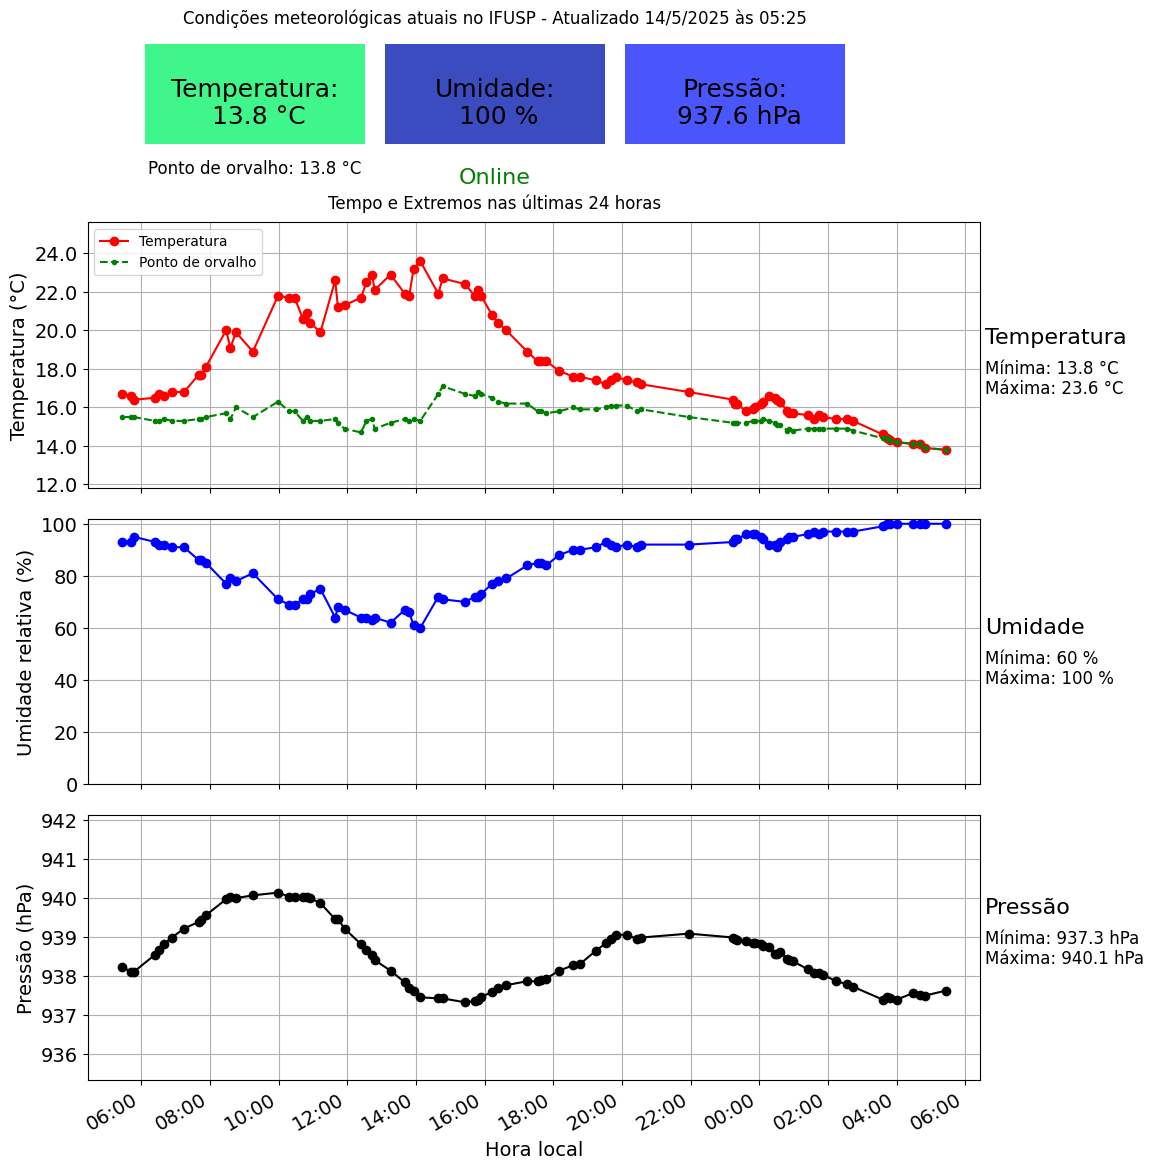 Condições meteorológicas atuais no IFUSP - Atualizado 14/5/2025 às 05:25
Temperatura:
13.8 °C
Umidade:
100 %
Pressão:
937.6 hPa
Ponto de orvalho: 13.8 °C
Online
Tempo e Extremos nas últimas 24 horas
Temperatura (°C)
24.0
22.0
20.0
18.0
16.0
14.0
12.0
Temperatura
Ponto de orvalho
Temperatura
Mínima: 13.8 °C
Máxima: 23.6 °C
Umidade relativa (%)
100
80
60
40
20
0
Umidade
Mínima: 60 %
Máxima: 100 %
Pressão (hPa)
942
941
940
939
938
937
936
Pressão
Mínima: 937.3 hPa
Máxima: 940.1 hPa
06:00
08:00
10:00
12:00
14:00
16:00
18:00
20:00
22:00
00:00
02:00
04:00
06:00
Hora local